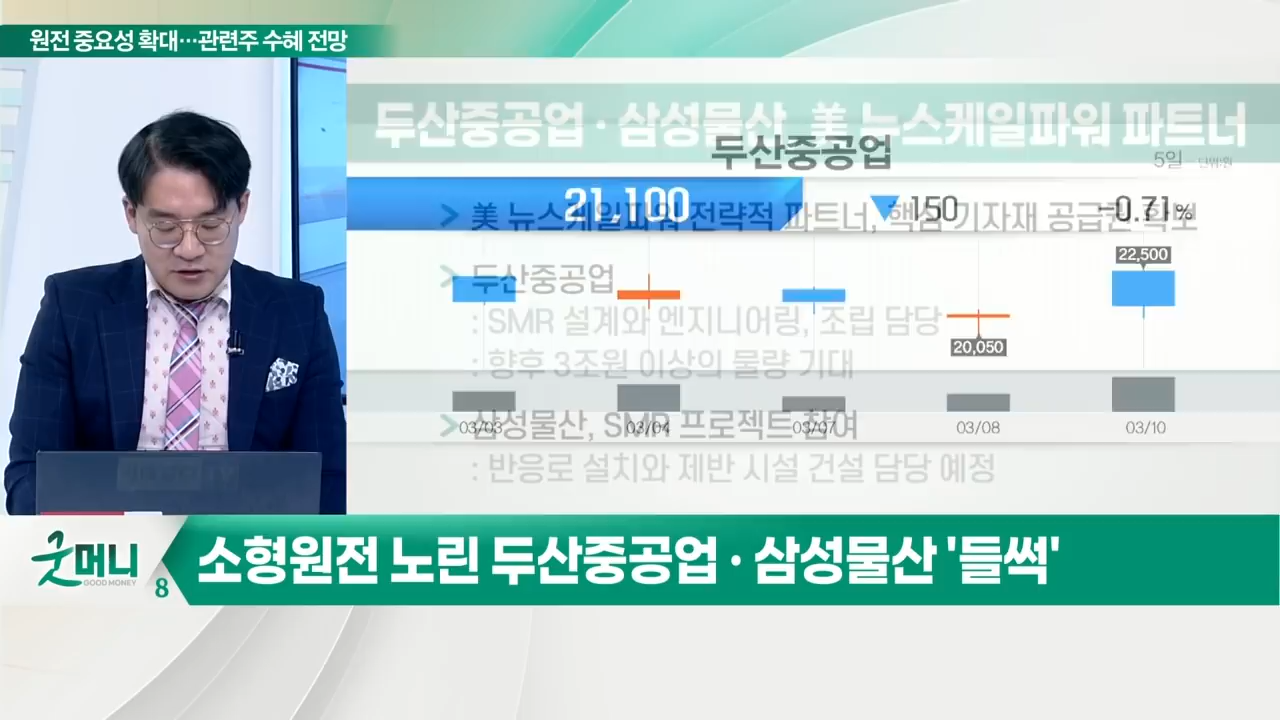 원전 중요성 확대…관련주 수혜 전망
두산중공업 · 삼성물산, 美 뉴스케일파워 파트너
두산중공업
5일 단위:원
21,100 ▼150 -0.71%
> 美 뉴스케일파워 전략적 파트너, 핵심 기자재 공급권 확보
22,500
> 두산중공업
: SMR 설계와 엔지니어링, 조립 담당
20,050
: 향후 3조원 이상의 물량 기대
03/03 03/04 03/07 03/08 03/10
> 삼성물산, SMR 프로젝트 참여
: 반응로 설치와 제반 시설 건설 담당 예정
굿머니
GOOD MONEY
8
소형원전 노린 두산중공업 · 삼성물산 '들썩'